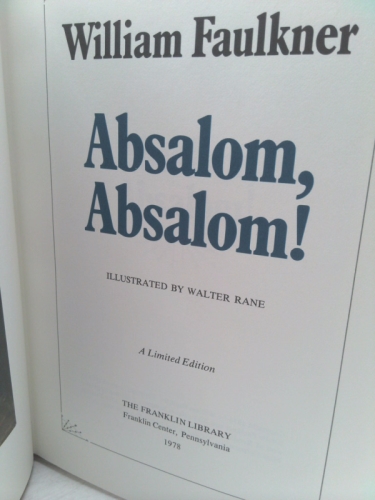 William Faulkner
Absalom,
Absalom!
ILLUSTRATED BY WALTER RANE
A Limited Edition
THE FRANKLIN LIBRARY
Franklin Center, Pennsylvania
1978